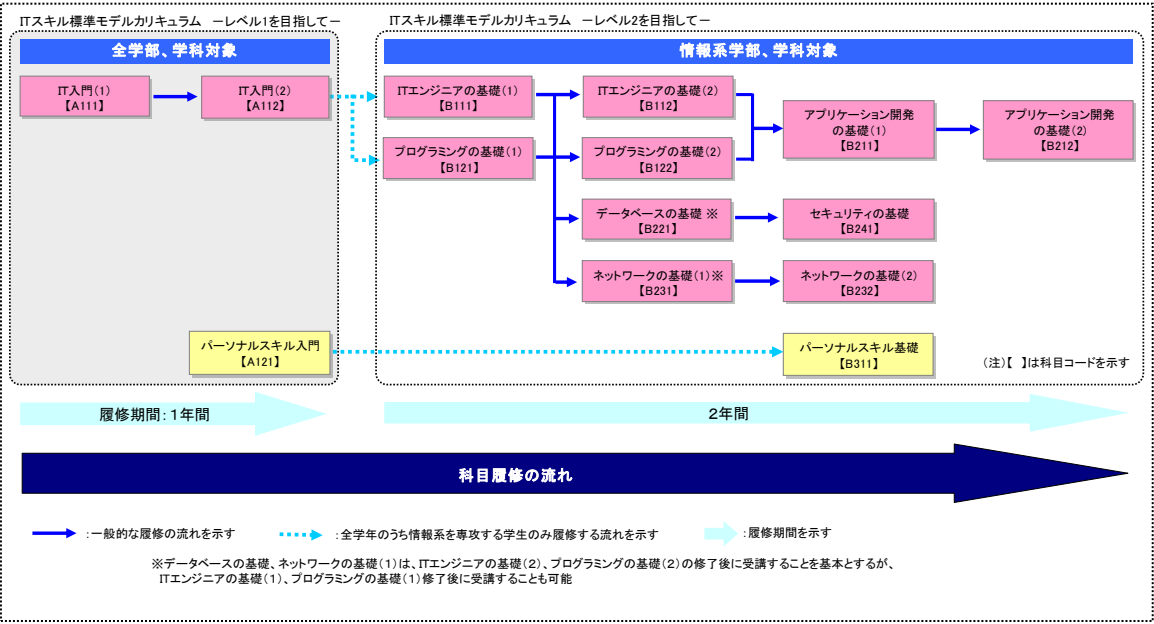 ITスキル標準モデルカリキュラム －レベル1を目指して－
ITスキル標準モデルカリキュラム －レベル2を目指して－
全学部、学科対象
情報系学部、学科対象
IT入門(1)
【A111】
IT入門(2)
【A112】
ITエンジニアの基礎(1)
【B111】
ITエンジニアの基礎(2)
【B112】
アプリケーション開発
の基礎(1)
【B211】
アプリケーション開発
の基礎(2)
【B212】
プログラミングの基礎(1)
【B121】
プログラミングの基礎(2)
【B122】
データベースの基礎 ※
【B221】
セキュリティの基礎
【B241】
ネットワークの基礎(1)※
【B231】
ネットワークの基礎(2)
【B232】
パーソナルスキル入門
【A121】
パーソナルスキル基礎
【B311】
(注)【 】は科目コードを示す
履修期間：1年間
2年間
科目履修の流れ
:一般的な履修の流れを示す
:全学年のうち情報系を専攻する学生のみ履修する流れを示す
:履修期間を示す
※データベースの基礎、ネットワークの基礎(1)は、ITエンジニアの基礎(2)、プログラミングの基礎(2)の修了後に受講することを基本とするが、
ITエンジニアの基礎(1)、プログラミングの基礎(1)修了後に受講することも可能